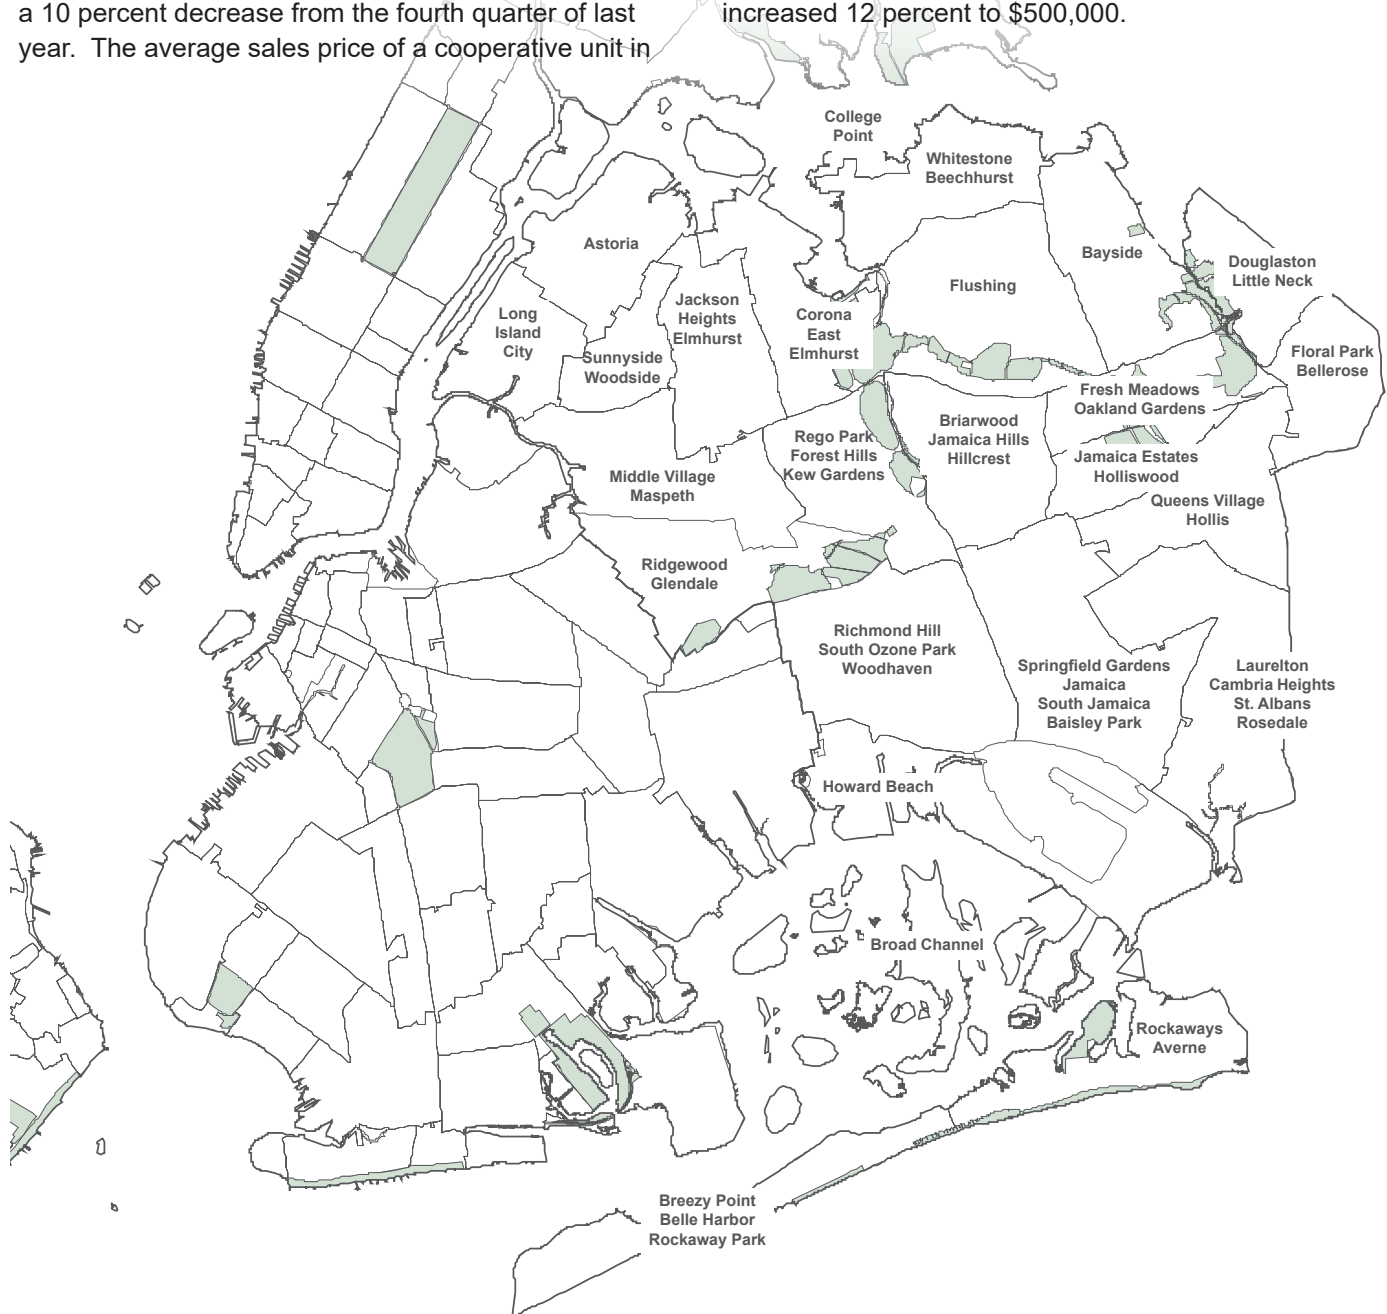 a 10 percent decrease from the fourth quarter of last
year.  The average sales price of a cooperative unit in
increased 12 percent to $500,000.
College
Point
Whitestone
Beechhurst
Astoria
Bayside
Douglaston
Little Neck
Flushing
Long
Island
City
Jackson
Heights
Elmhurst
Corona
East
Elmhurst
Sunnyside
Woodside
Floral Park
Bellerose
Fresh Meadows
Oakland Gardens
Briarwood
Jamaica Hills
Hillcrest
Rego Park
Forest Hills
Kew Gardens
Jamaica Estates
Holliswood
Middle Village
Maspeth
Queens Village
Hollis
Ridgewood
Glendale
Richmond Hill
South Ozone Park
Woodhaven
Springfield Gardens
Jamaica
South Jamaica
Baisley Park
Laurelton
Cambria Heights
St. Albans
Rosedale
Howard Beach
Broad Channel
Rockaways
Averne
Breezy Point
Belle Harbor
Rockaway Park